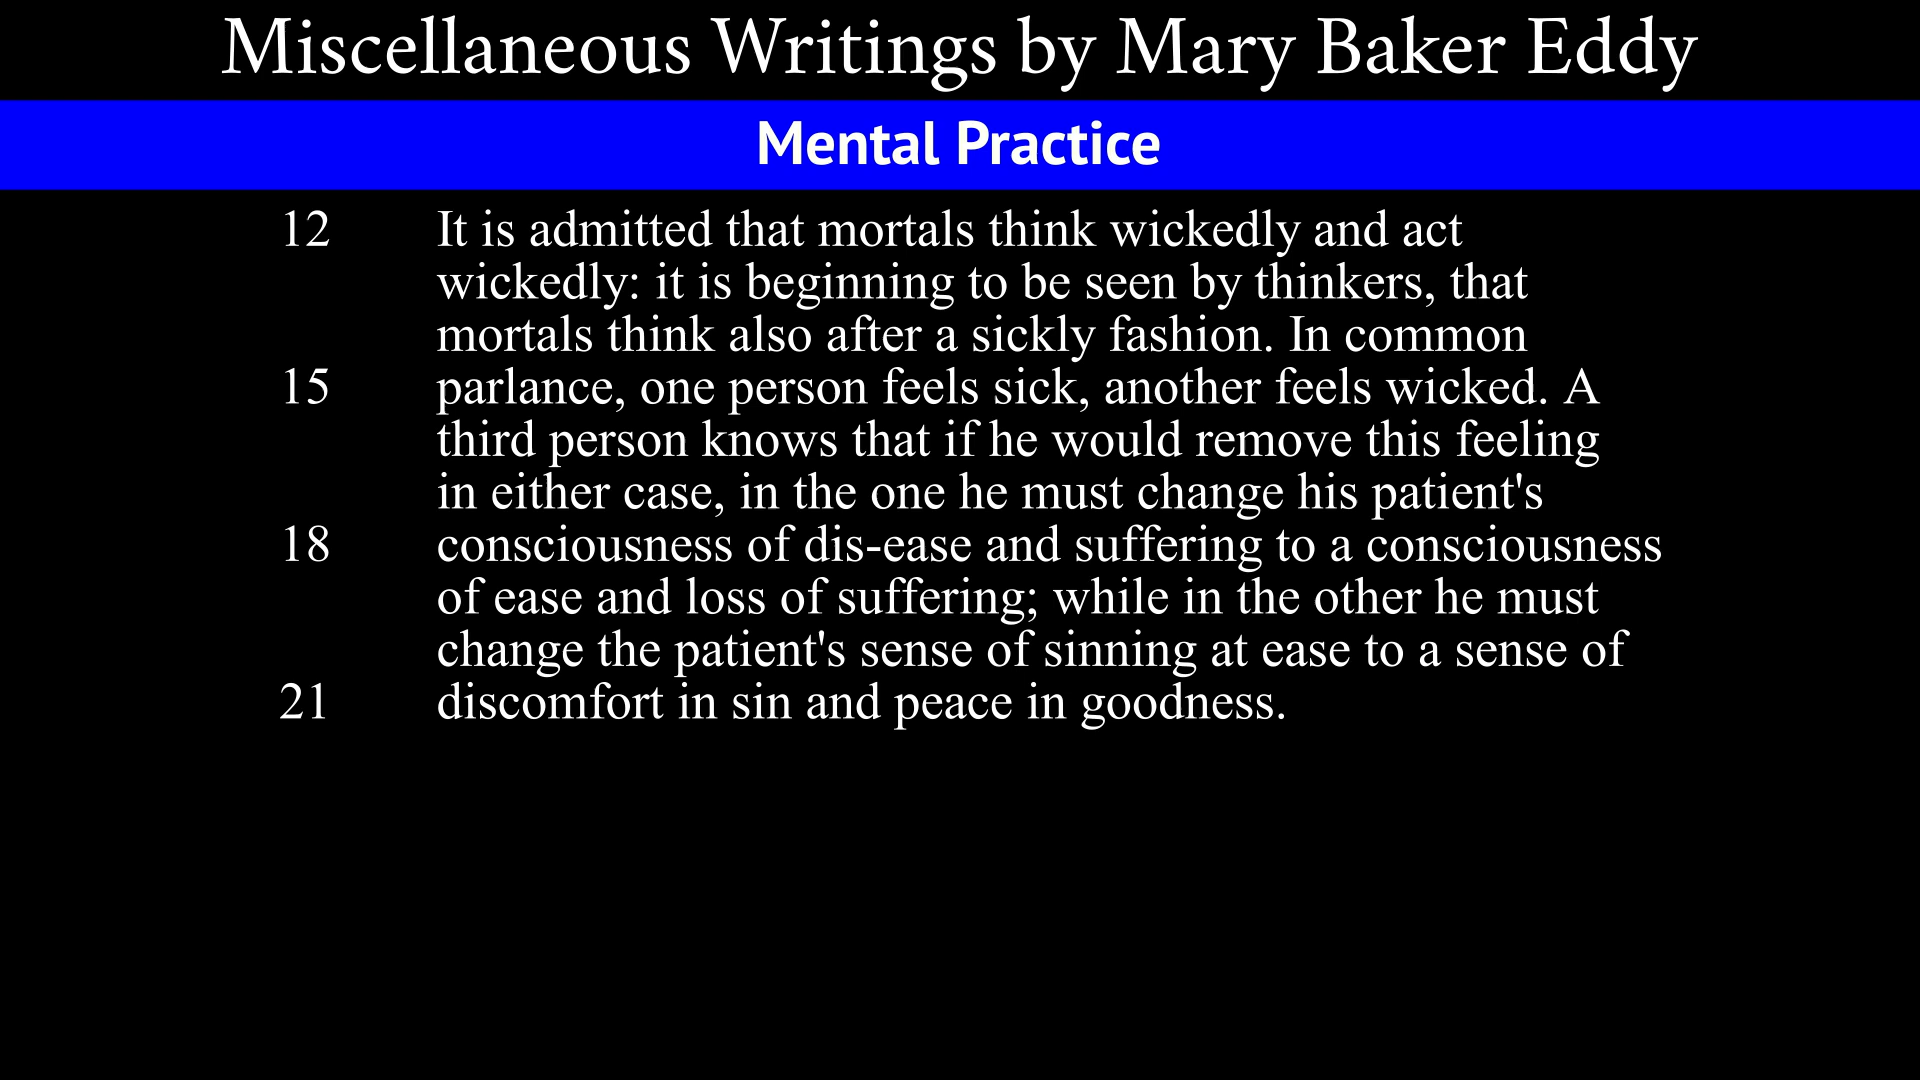 Miscellaneous Writings by Mary Baker Eddy
Mental Practice
12 It is admitted that mortals think wickedly and act
wickedly: it is beginning to be seen by thinkers, that
mortals think also after a sickly fashion. In common
15 parlance, one person feels sick, another feels wicked. A
third person knows that if he would remove this feeling
in either case, in the one he must change his patient's
18 consciousness of dis-ease and suffering to a consciousness
of ease and loss of suffering; while in the other he must
change the patient's sense of sinning at ease to a sense of
21 discomfort in sin and peace in goodness.